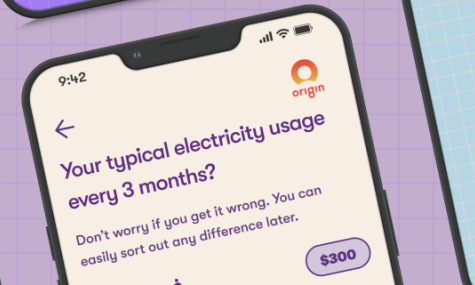 9:42
origin
Your typical electricity usage
every 3 months?
Don't worry if you get it wrong. You can
easily sort out any difference later.
$300